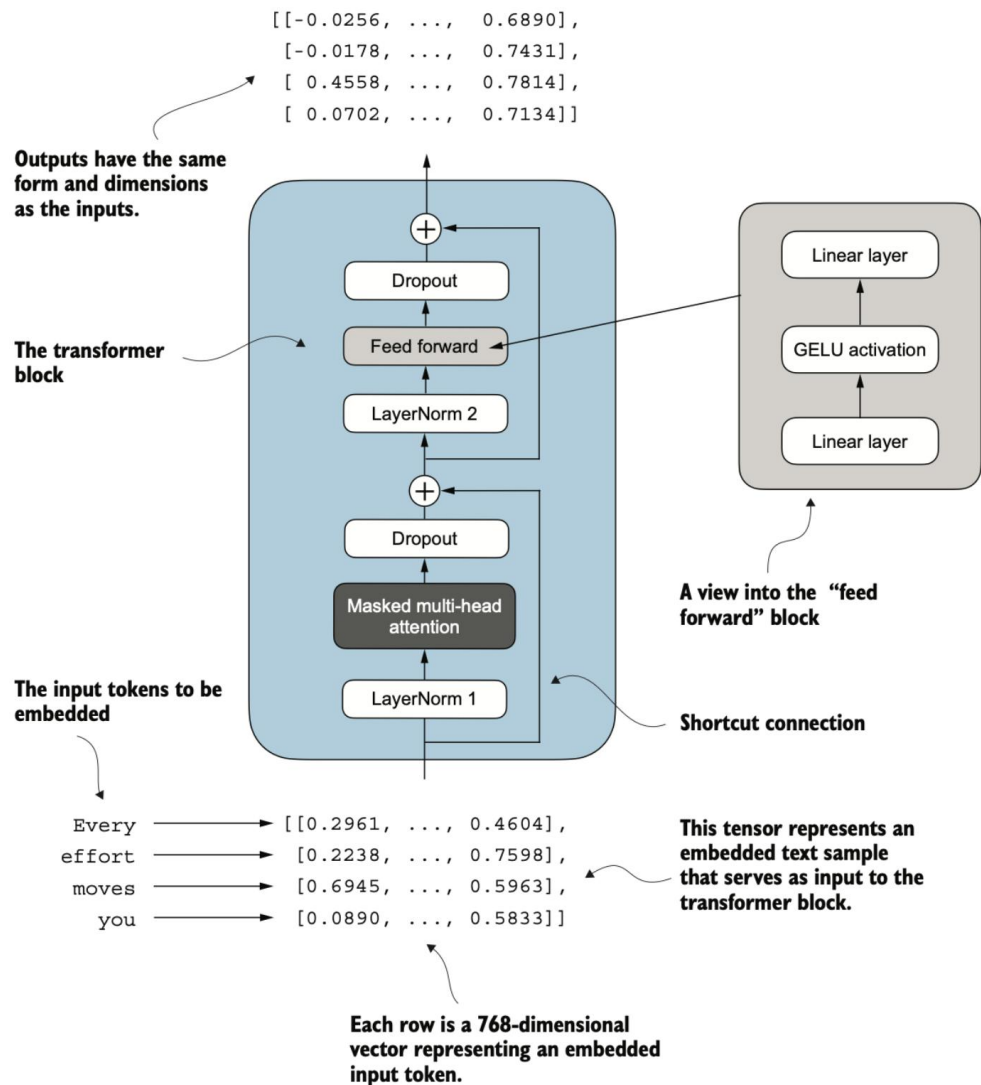 [[-0.0256, ..., 0.6890],
[-0.0178, ..., 0.7431],
[ 0.4558, ..., 0.7814],
[ 0.0702, ..., 0.7134]]
Outputs have the same
form and dimensions
as the inputs.
+
Dropout
Feed forward
LayerNorm 2
+
Dropout
Masked multi-head
attention
LayerNorm 1
Linear layer
GELU activation
Linear layer
The transformer
block
A view into the “feed
forward” block
The input tokens to be
embedded
Shortcut connection
Every [[0.2961, ..., 0.4604],
effort [0.2238, ..., 0.7598],
moves [0.6945, ..., 0.5963],
you [0.0890, ..., 0.5833]]
This tensor represents an
embedded text sample
that serves as input to the
transformer block.
Each row is a 768-dimensional
vector representing an embedded
input token.